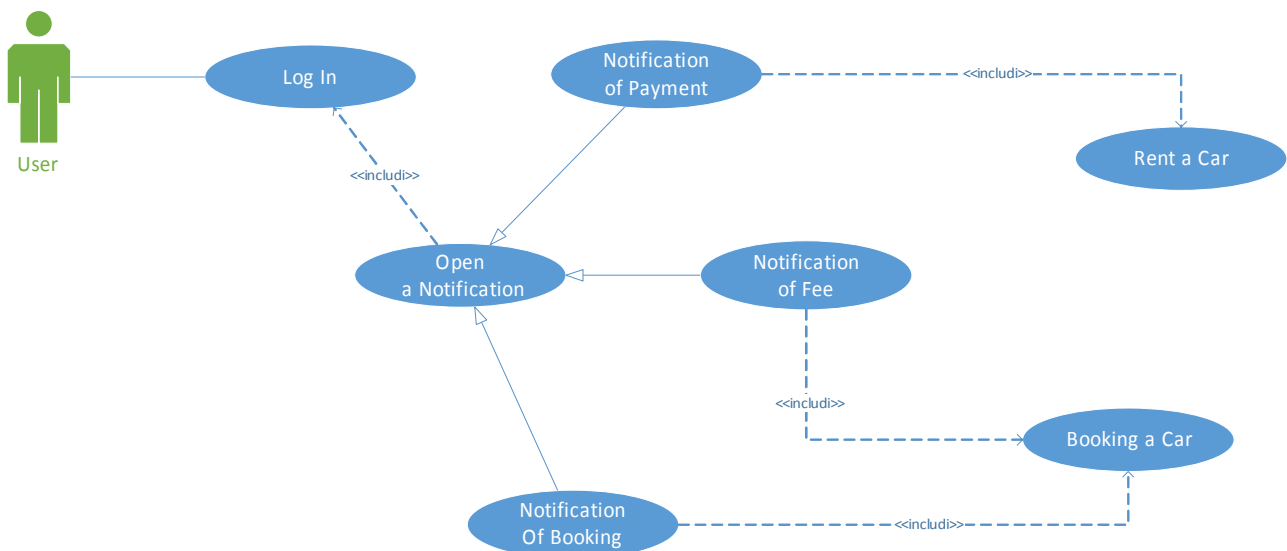 Log In
Notification
of Payment
<<includi>>
Rent a Car
User
<<includi>>
Open
a Notification
Notification
of Fee
<<includi>>
Booking a Car
Notification
Of Booking
<<includi>>